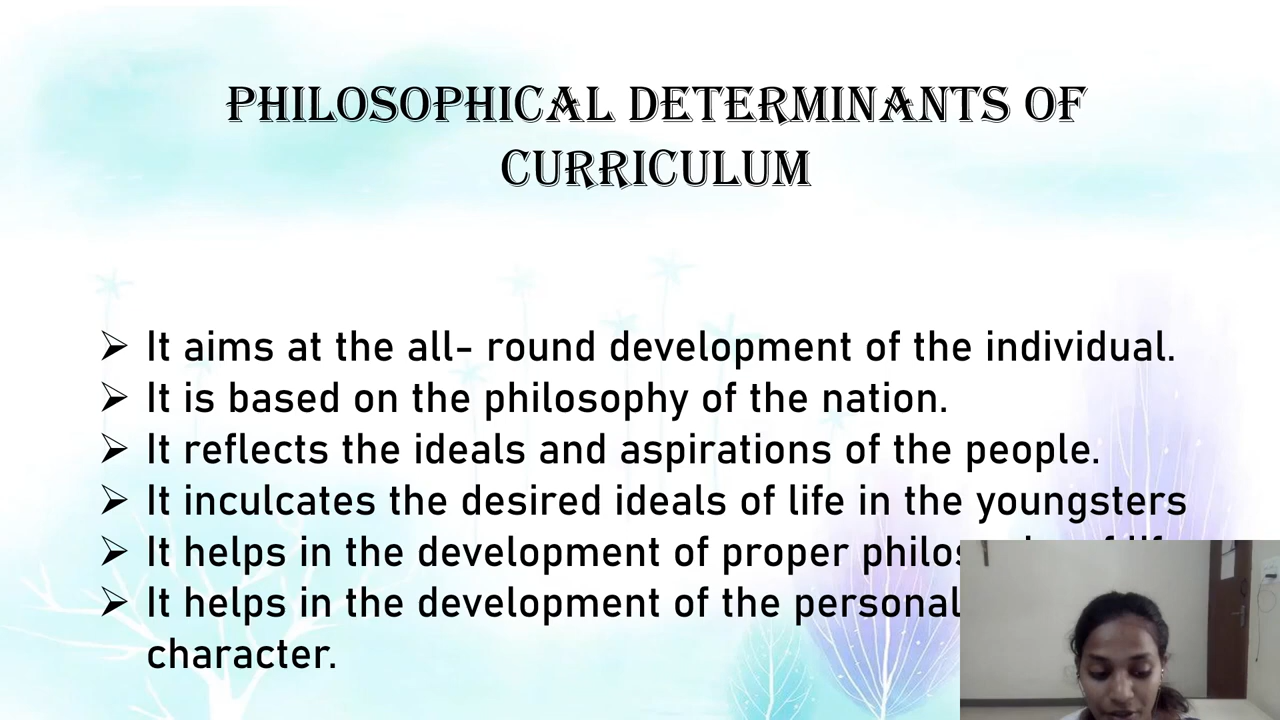 PHILOSOPHICAL DETERMINANTS OF
CURRICULUM
➢ It aims at the all- round development of the individual.
➢ It is based on the philosophy of the nation.
➢ It reflects the ideals and aspirations of the people.
➢ It inculcates the desired ideals of life in the youngsters
➢ It helps in the development of proper
➢ It helps in the development of the
character.